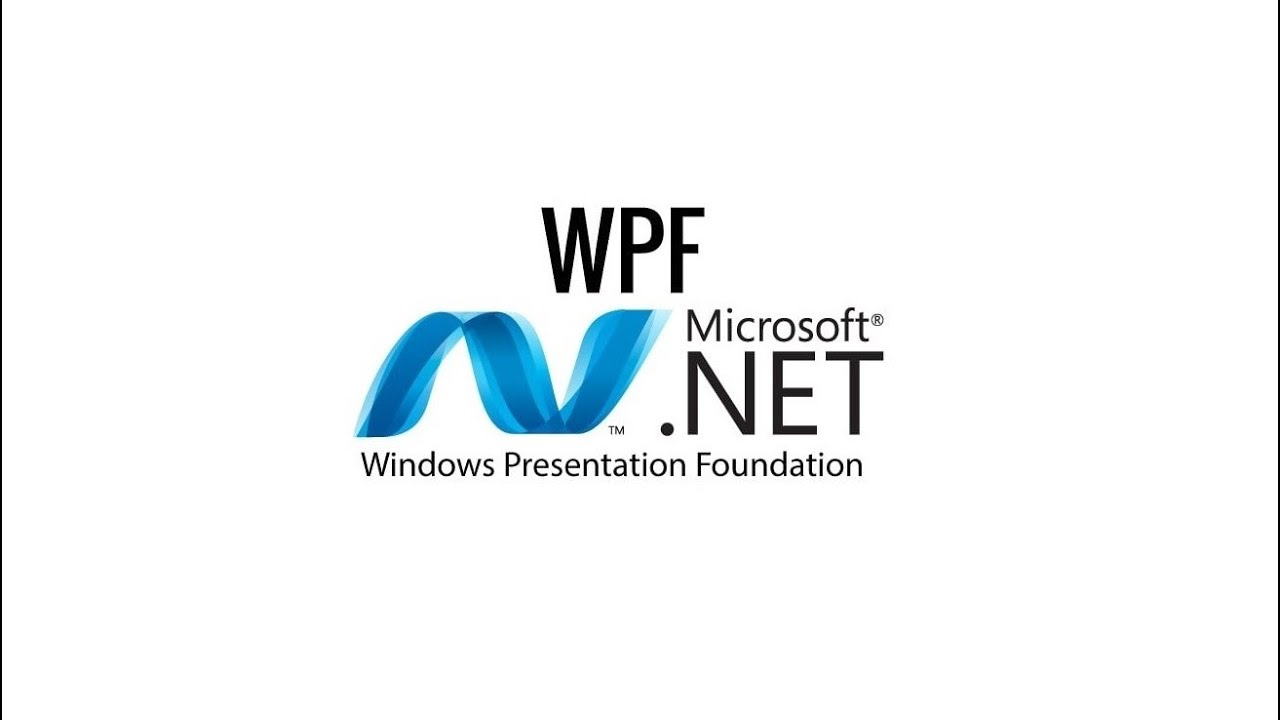 WPF
Microsoft®
.NET
™
Windows Presentation Foundation